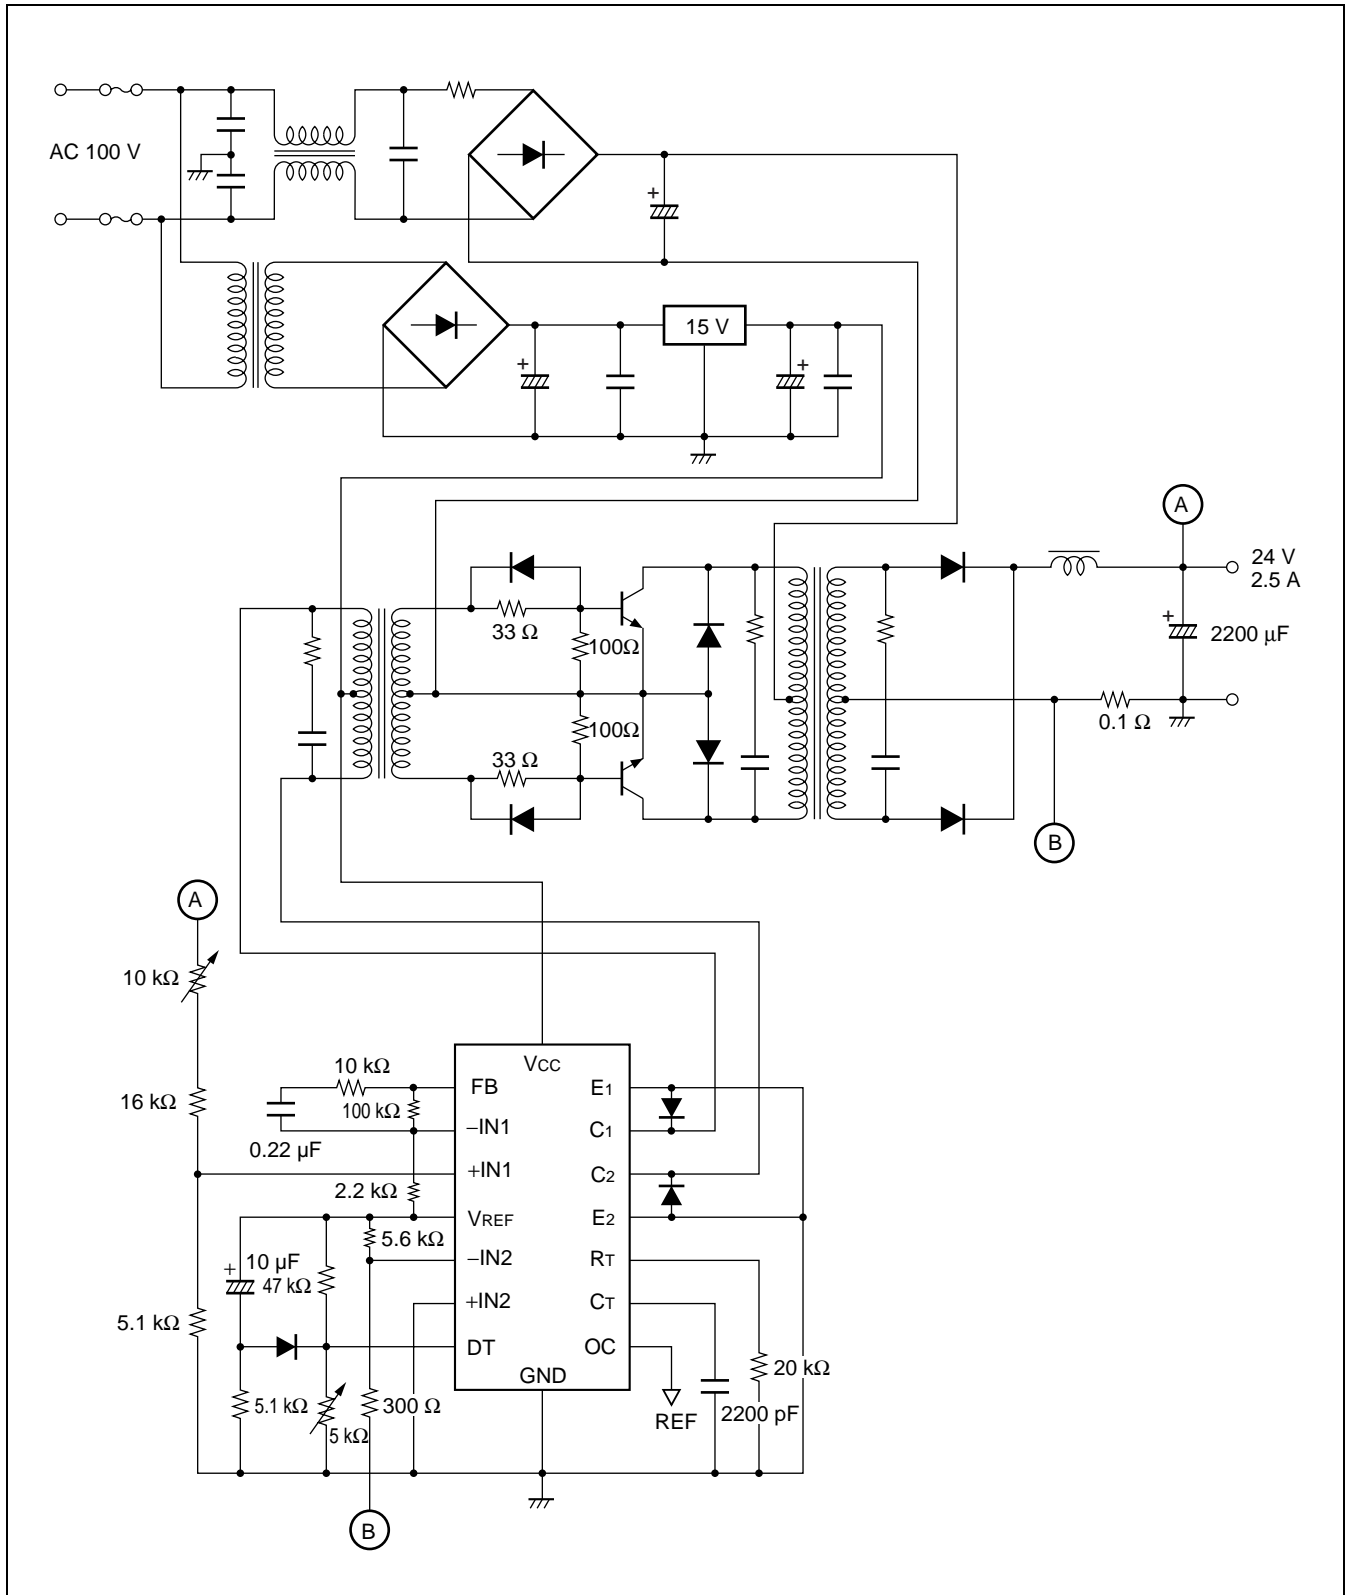 AC 100 V
+
+
15 V
+
A
24 V
2.5 A
+
2200 µF
33 Ω
100Ω
100Ω
33 Ω
0.1 Ω
B
A
10 kΩ
16 kΩ
5.1 kΩ
10 kΩ
100 kΩ
0.22 µF
2.2 kΩ
5.6 kΩ
+
10 µF
47 kΩ
5.1 kΩ
5 kΩ
300 Ω
B
VCC
FB
E1
−IN1
C1
+IN1
C2
VREF
E2
−IN2
RT
+IN2
CT
DT
OC
GND
REF
2200 pF
20 kΩ